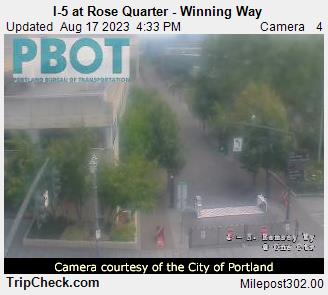 I-5 at Rose Quarter - Winning Way
Updated Aug 17 2023 4:33 PM Camera 4
PBOT
PORTLAND BUREAU OF TRANSPORTATION
Camera courtesy of the City of Portland
TripCheck.com Milepost302.00